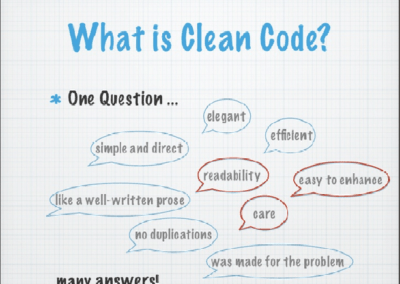 What is Clean Code?
* One Question ...
elegant
efficient
simple and direct
readability
easy to enhance
like a well-written prose
care
no duplications
was made for the problem
many answers!